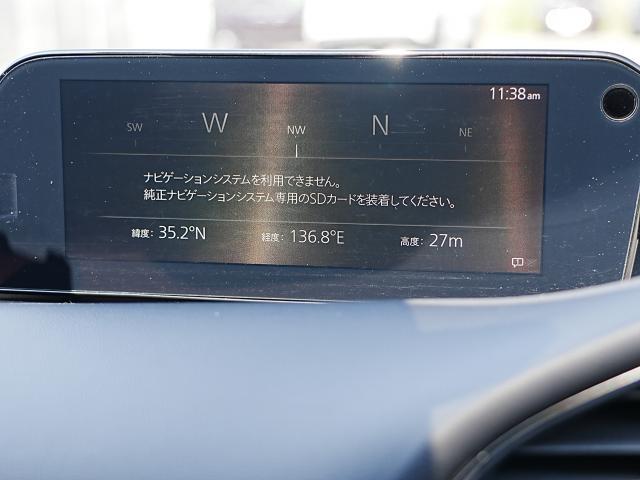 11:38am
SW W NW N NE
ナビゲーションシステムを利用できません。
純正ナビゲーションシステム専用のSDカードを装着してください。
緯度: 35.2°N 経度: 136.8°E 高度: 27m